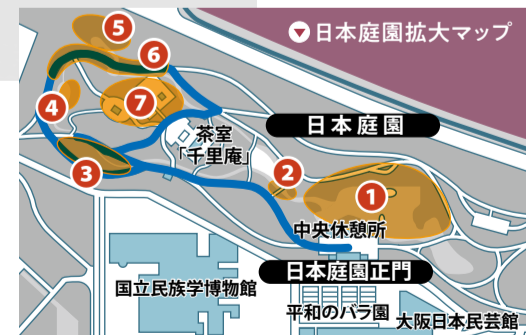 ▼日本庭園拡大マップ
5
6
4
7
日本庭園
茶室
「千里庵」
3
2
1
中央休憩所
日本庭園正門
国立民族学博物館
平和のバラ園
大阪日本民芸館